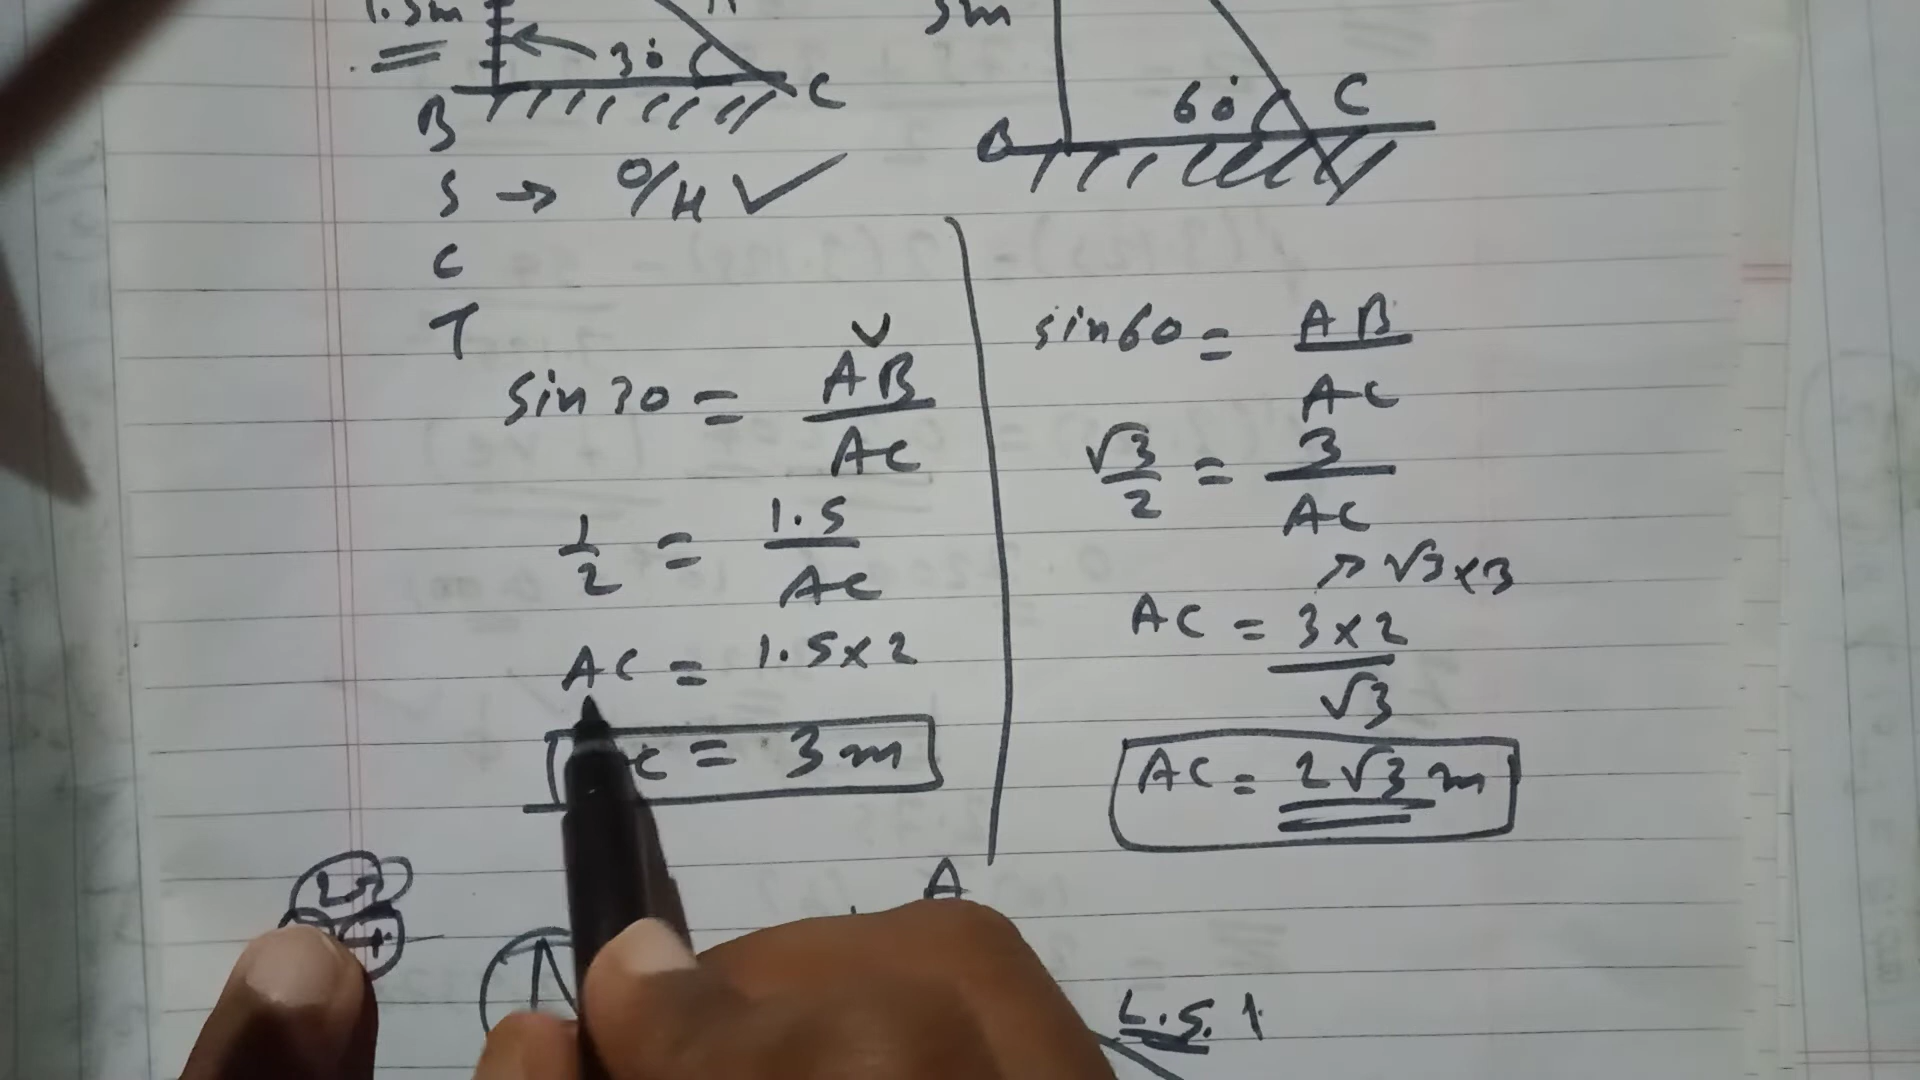 1.5m
30°
B
C
S → O/H ✓
C
T
sin 30 = AB/AC
1/2 = 1.5/AC
AC = 1.5×2
AC = 3m
3m
60°
B
C
sin60 = AB/AC
√3/2 = 3/AC
→ √3×3
AC = 3×2/√3
AC = 2√3 m
A
L.S.